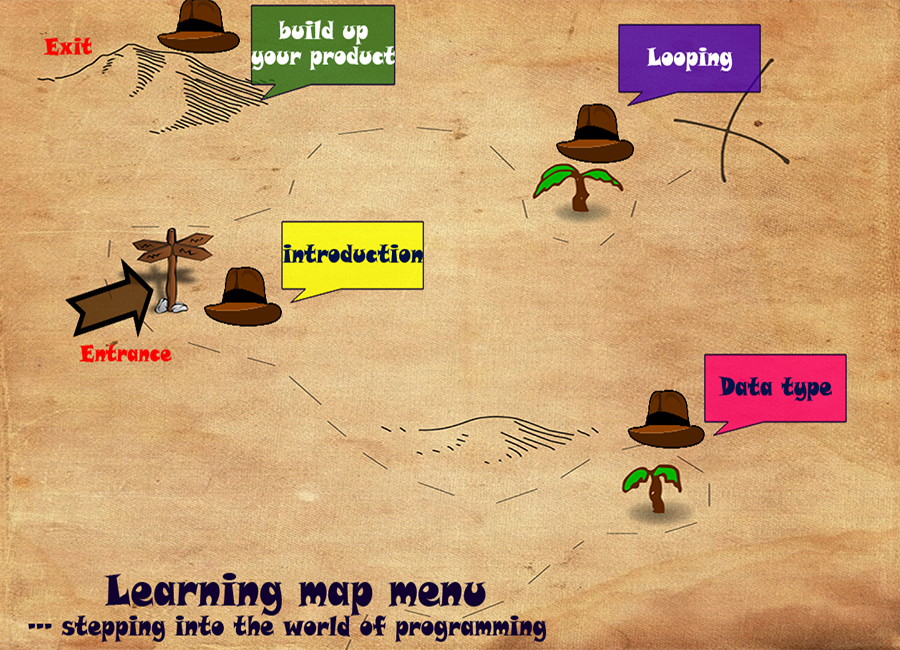 Exit
build up
your product
Looping
introduction
Entrance
Data type
Learning map menu
--- stepping into the world of programming